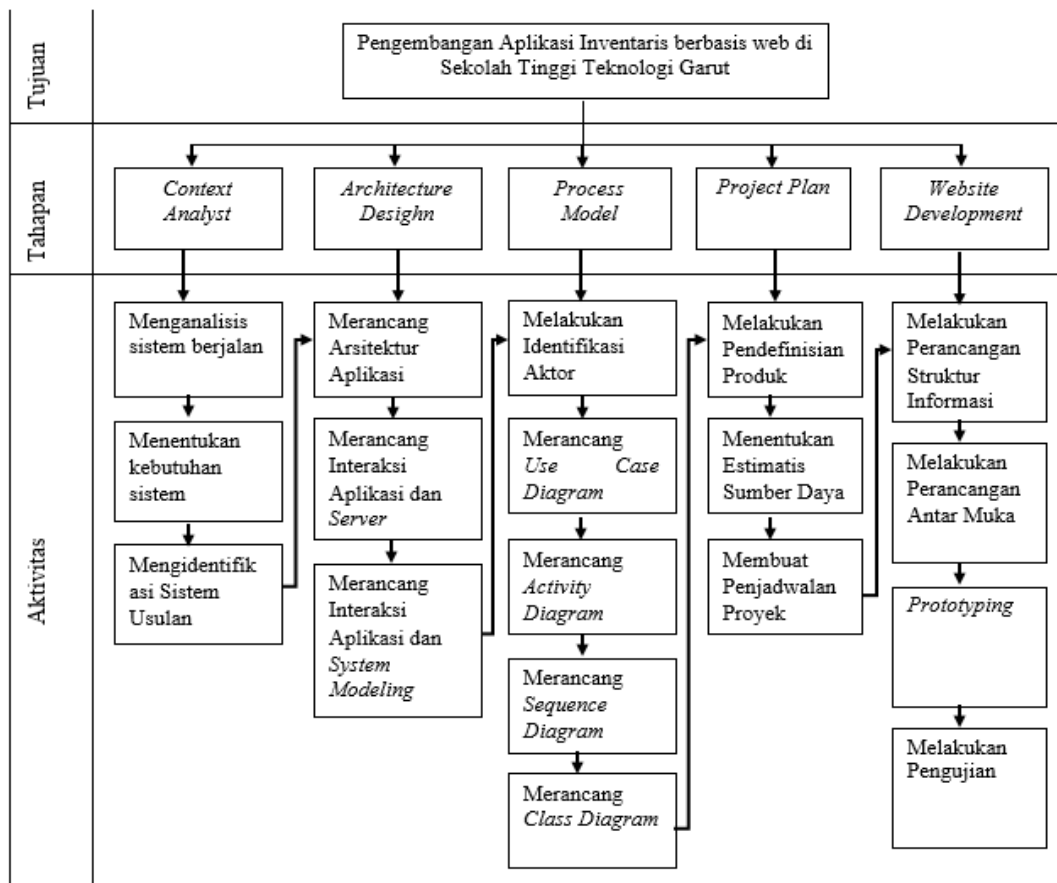 Tujuan
Pengembangan Aplikasi Inventaris berbasis web di
Sekolah Tinggi Teknologi Garut
Tahapan
Context
Analyst
Architecture
Desighn
Process
Model
Project Plan
Website
Development
Aktivitas
Menganalisis
sistem berjalan
Menentukan
kebutuhan
sistem
Mengidentifik
asi Sistem
Usulan
Merancang
Arsitektur
Aplikasi
Merancang
Interaksi
Aplikasi dan
Server
Merancang
Interaksi
Aplikasi dan
System
Modeling
Melakukan
Identifikasi
Aktor
Merancang
Use Case
Diagram
Merancang
Activity
Diagram
Merancang
Sequence
Diagram
Merancang
Class Diagram
Melakukan
Pendefinisian
Produk
Menentukan
Estimatis
Sumber Daya
Membuat
Penjadwalan
Proyek
Melakukan
Perancangan
Struktur
Informasi
Melakukan
Perancangan
Antar Muka
Prototyping
Melakukan
Pengujian